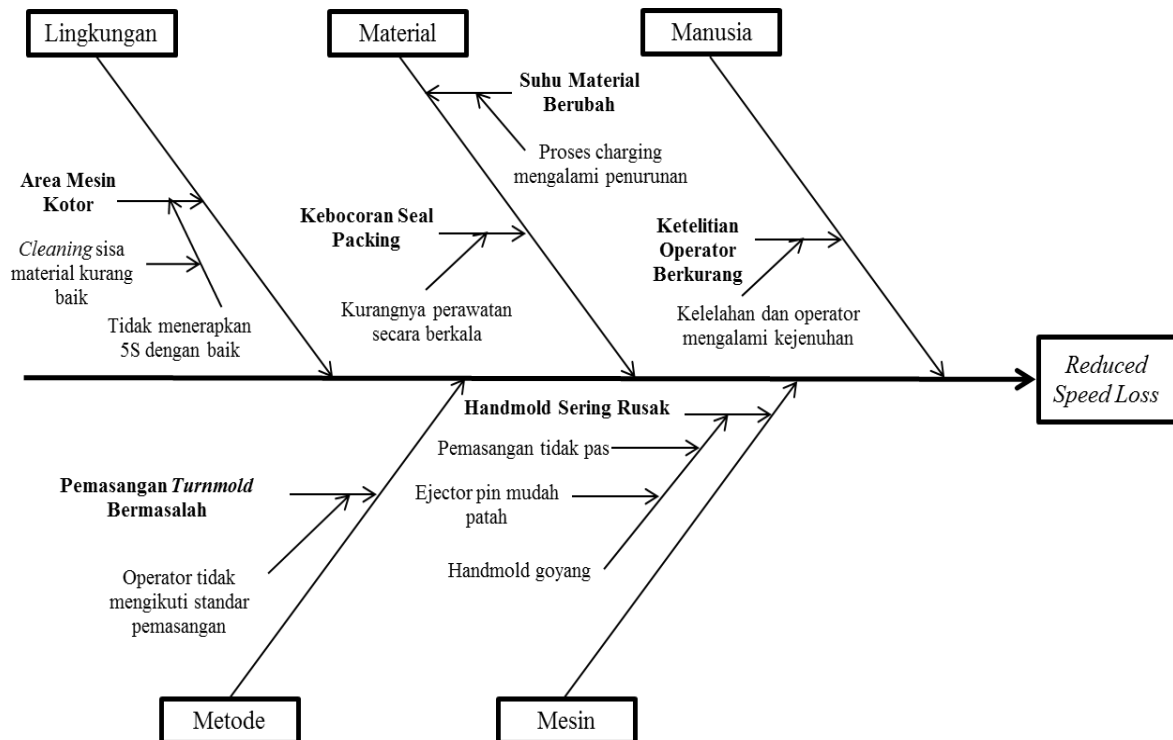 Lingkungan
Material
Manusia
Suhu Material
Berubah
Proses charging
mengalami penurunan
Area Mesin
Kotor
Cleaning sisa
material kurang
baik
Tidak menerapkan
5S dengan baik
Kebocoran Seal
Packing
Kurangnya perawatan
secara berkala
Ketelitian
Operator
Berkurang
Kelelahan dan operator
mengalami kejenuhan
Reduced
Speed Loss
Handmold Sering Rusak
Pemasangan tidak pas
Ejector pin mudah
patah
Handmold goyang
Pemasangan Turnmold
Bermasalah
Operator tidak
mengikuti standar
pemasangan
Metode
Mesin